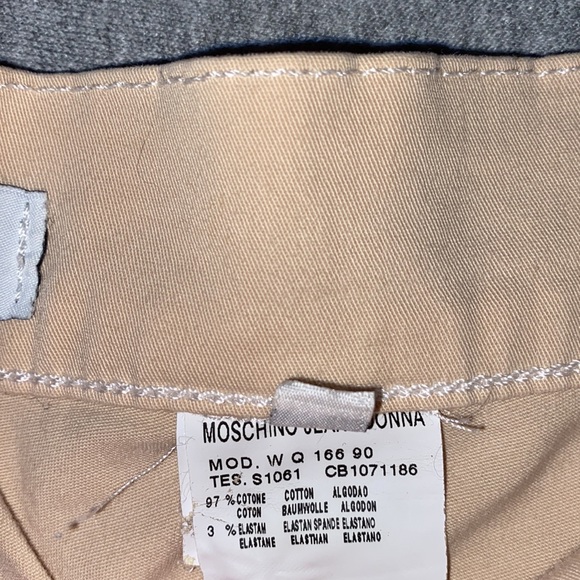 MOSCHINO JEANS DONNA
MOD. W Q 166 90
TES. S1061 CB1071186
97 % COTONE COTTON ALGODAO
COTON BAUMWOLLE ALGODON
3 % ELASTAM ELASTAN SPANDE ELASTANO
ELASTANE ELASTHAN ELASTANO